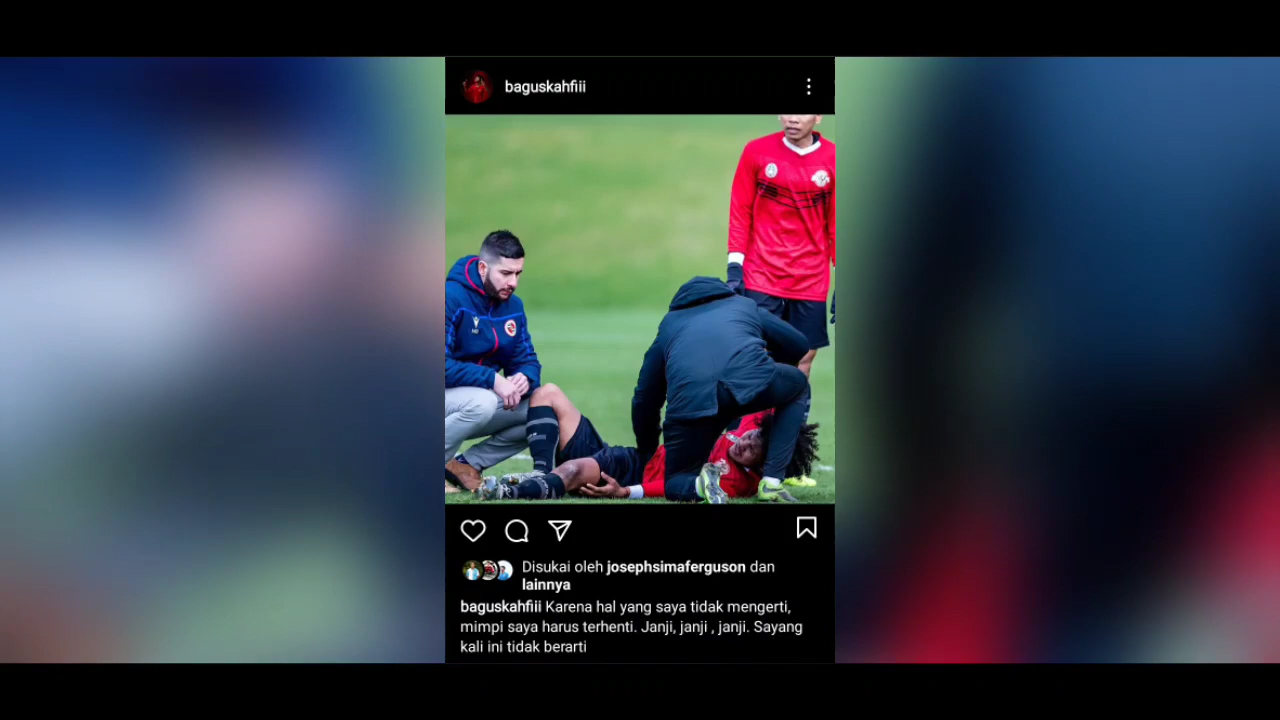 baguskahfiii
Disukai oleh josephsimaferguson dan
lainnya
baguskahfiii Karena hal yang saya tidak mengerti,
mimpi saya harus terhenti. Janji, janji , janji. Sayang
kali ini tidak berarti